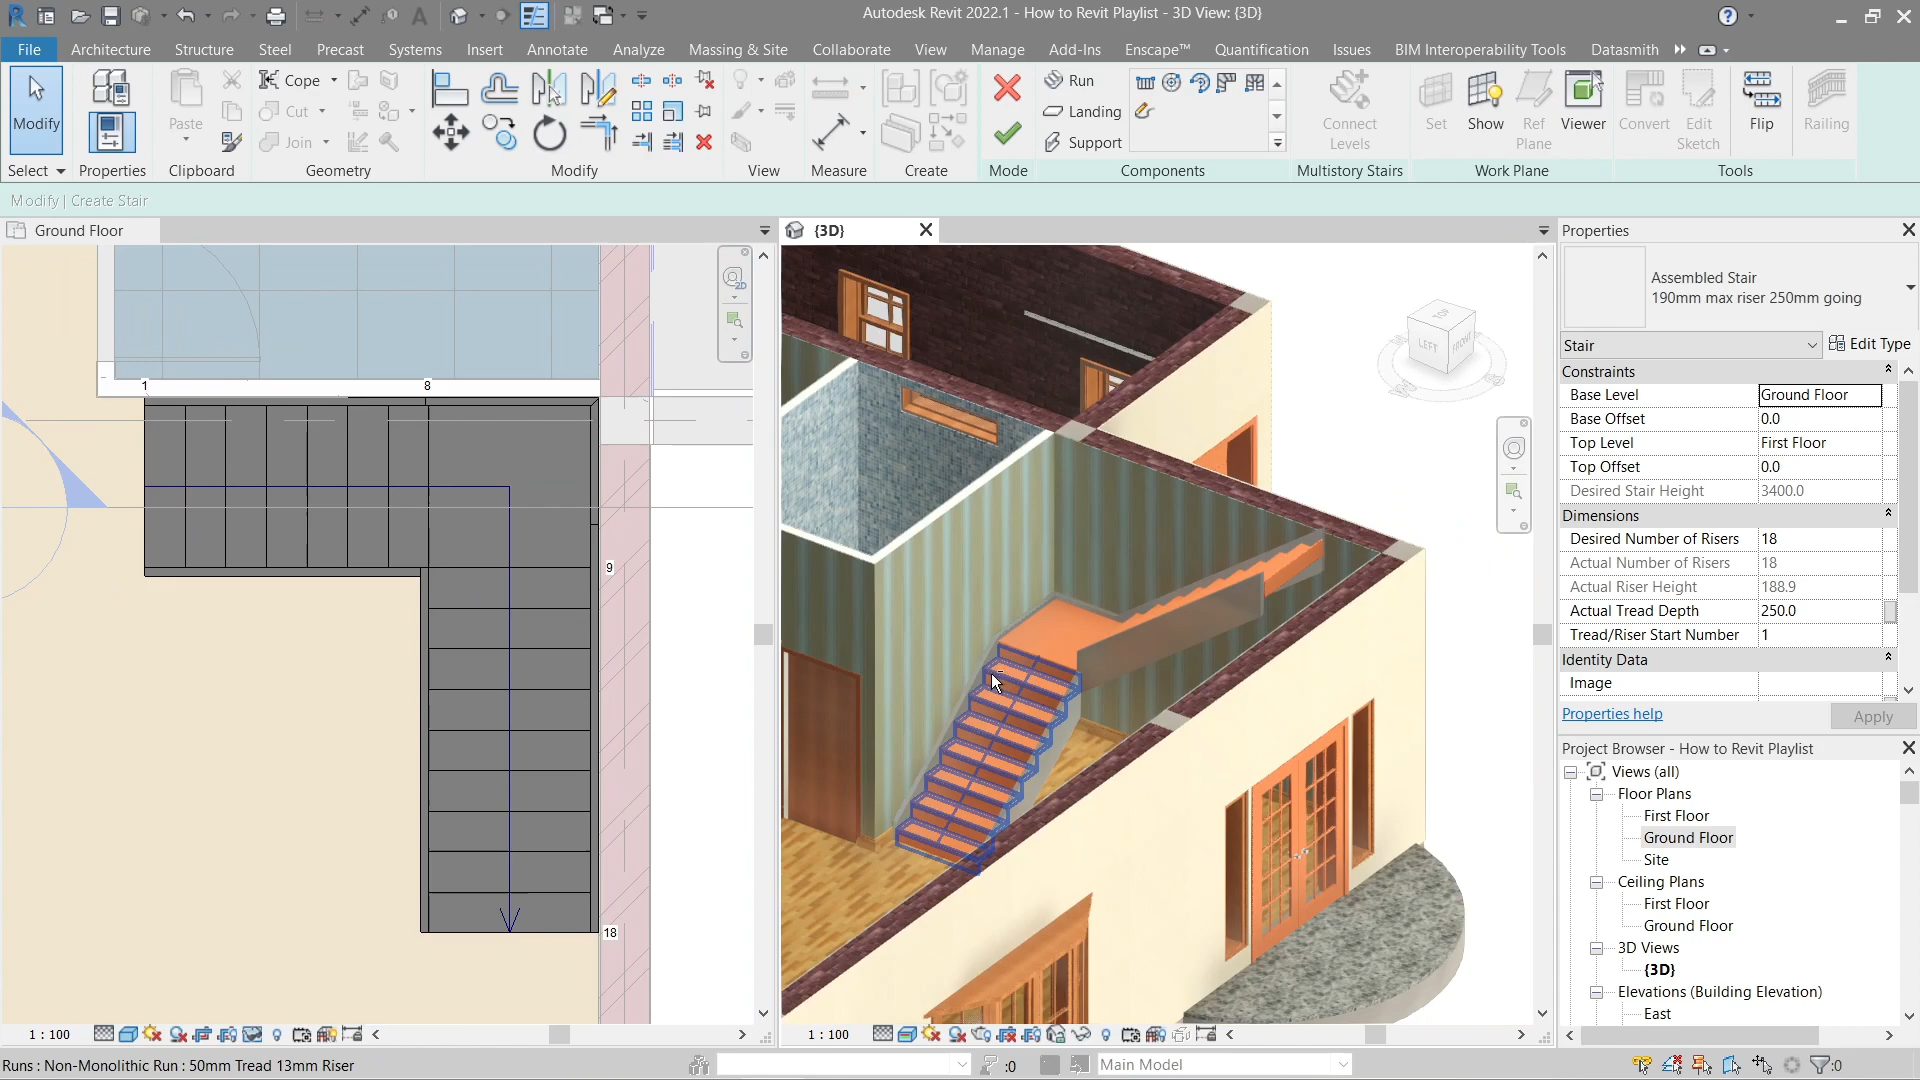 Autodesk Revit 2022.1 - How to Revit Playlist - 3D View: {3D}
File Architecture Structure Steel Precast Systems Insert Annotate Analyze Massing & Site Collaborate View Manage Add-Ins Enscape™ Quantification Issues BIM Interoperability Tools Datasmith
Modify
Paste
Cope
Cut
Join
Run
Landing
Support
Connect Levels
Set
Show
Ref Plane
Viewer
Convert
Edit Sketch
Flip
Railing
Select Properties Clipboard Geometry Modify View Measure Create Mode Components Multistory Stairs Work Plane Tools
Modify | Create Stair
Ground Floor
{3D}
Properties
1
8
9
18
2D
TOP
LEFT
FRONT
Assembled Stair
190mm max riser 250mm going
Stair
Edit Type
Constraints
Base Level Ground Floor
Base Offset 0.0
Top Level First Floor
Top Offset 0.0
Desired Stair Height 3400.0
Dimensions
Desired Number of Risers 18
Actual Number of Risers 18
Actual Riser Height 188.9
Actual Tread Depth 250.0
Tread/Riser Start Number 1
Identity Data
Image
Properties help
Apply
Project Browser - How to Revit Playlist
Views (all)
Floor Plans
First Floor
Ground Floor
Site
Ceiling Plans
First Floor
Ground Floor
3D Views
{3D}
Elevations (Building Elevation)
East
1 : 100
1 : 100
Runs : Non-Monolithic Run : 50mm Tread 13mm Riser
:0
Main Model
:0